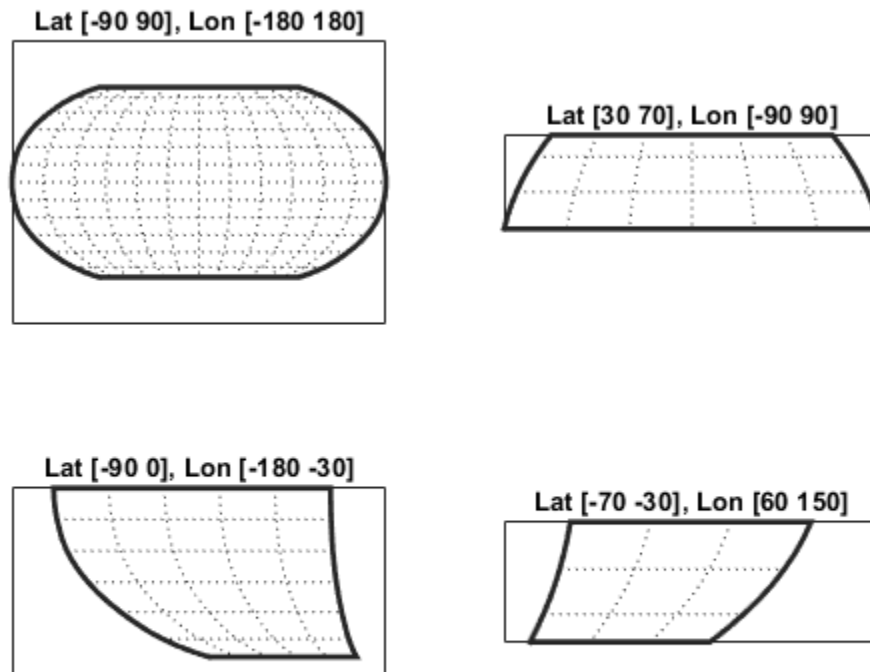 Lat [-90 90], Lon [-180 180]
Lat [30 70], Lon [-90 90]
Lat [-90 0], Lon [-180 -30]
Lat [-70 -30], Lon [60 150]